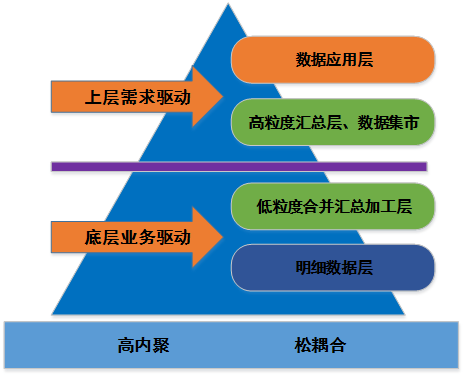 数据应用层
上层需求驱动
高粒度汇总层、数据集市
低粒度合并汇总加工层
底层业务驱动
明细数据层
高内聚 松耦合